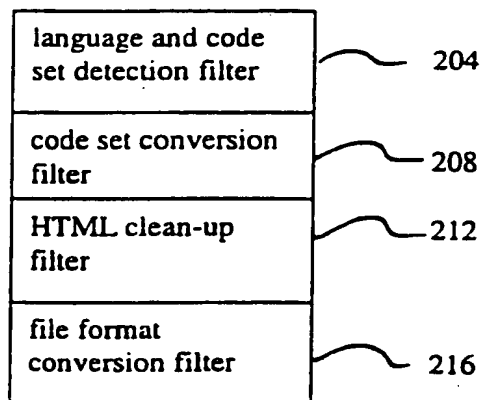 language and code
set detection filter
204
code set conversion
filter
208
HTML clean-up
filter
212
file format
conversion filter
216